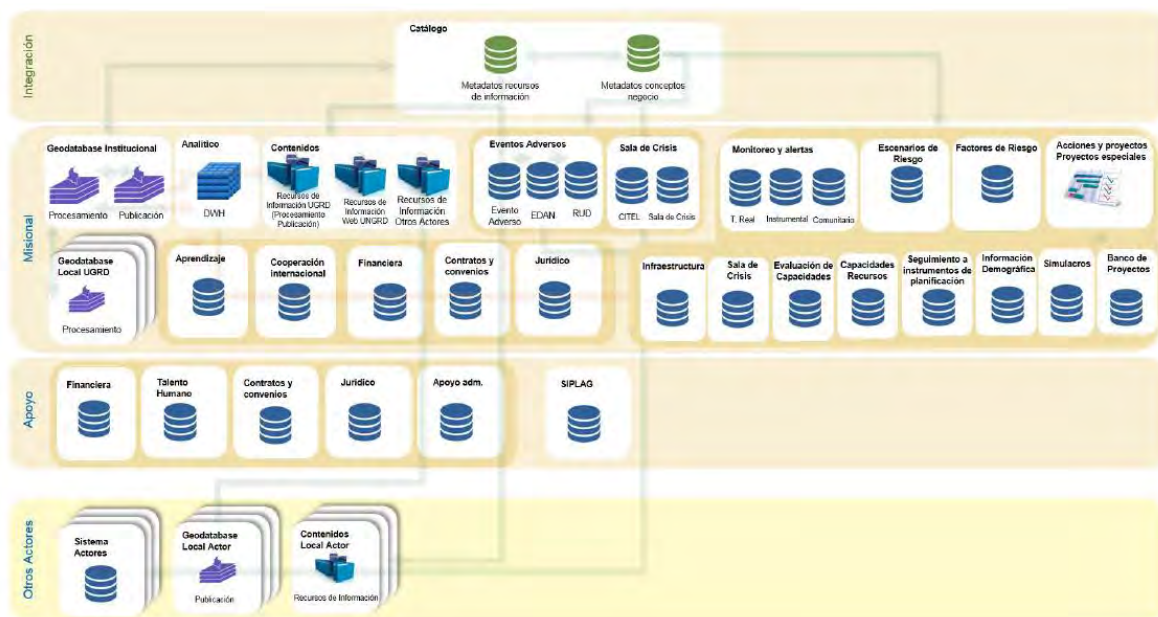 Integración
Catálogo
Metadatos recursos
de información
Metadatos conceptos
negocio
Misional
Geodatabase Institucional
Procesamiento
Publicación
Analítico
DWH
Contenidos
Recursos de
Información UGRD
(Procesamiento
Publicación)
Recursos de
Información
Web UNGRD
Recursos de
Información
Otros Actores
Eventos Adversos
Evento
Adverso
EDAN
RUD
Sala de Crisis
CITEL
Sala de Crisis
Monitoreo y alertas
T. Real
Instrumental
Comunitario
Escenarios de
Riesgo
Factores de Riesgo
Acciones y proyectos
Proyectos especiales
Geodatabase
Local UGRD
Procesamiento
Aprendizaje
Cooperación
internacional
Financiera
Contratos y
convenios
Jurídico
Infraestructura
Sala de
Crisis
Evaluación de
Capacidades
Capacidades
Recursos
Seguimiento a
instrumentos de
planificación
Información
Demográfica
Simulacros
Banco de
Proyectos
Apoyo
Financiera
Talento
Humano
Contratos y
convenios
Jurídico
Apoyo adm.
SIPLAG
Otros Actores
Sistema
Actores
Geodatabase
Local Actor
Publicación
Contenidos
Local Actor
Recursos de Información